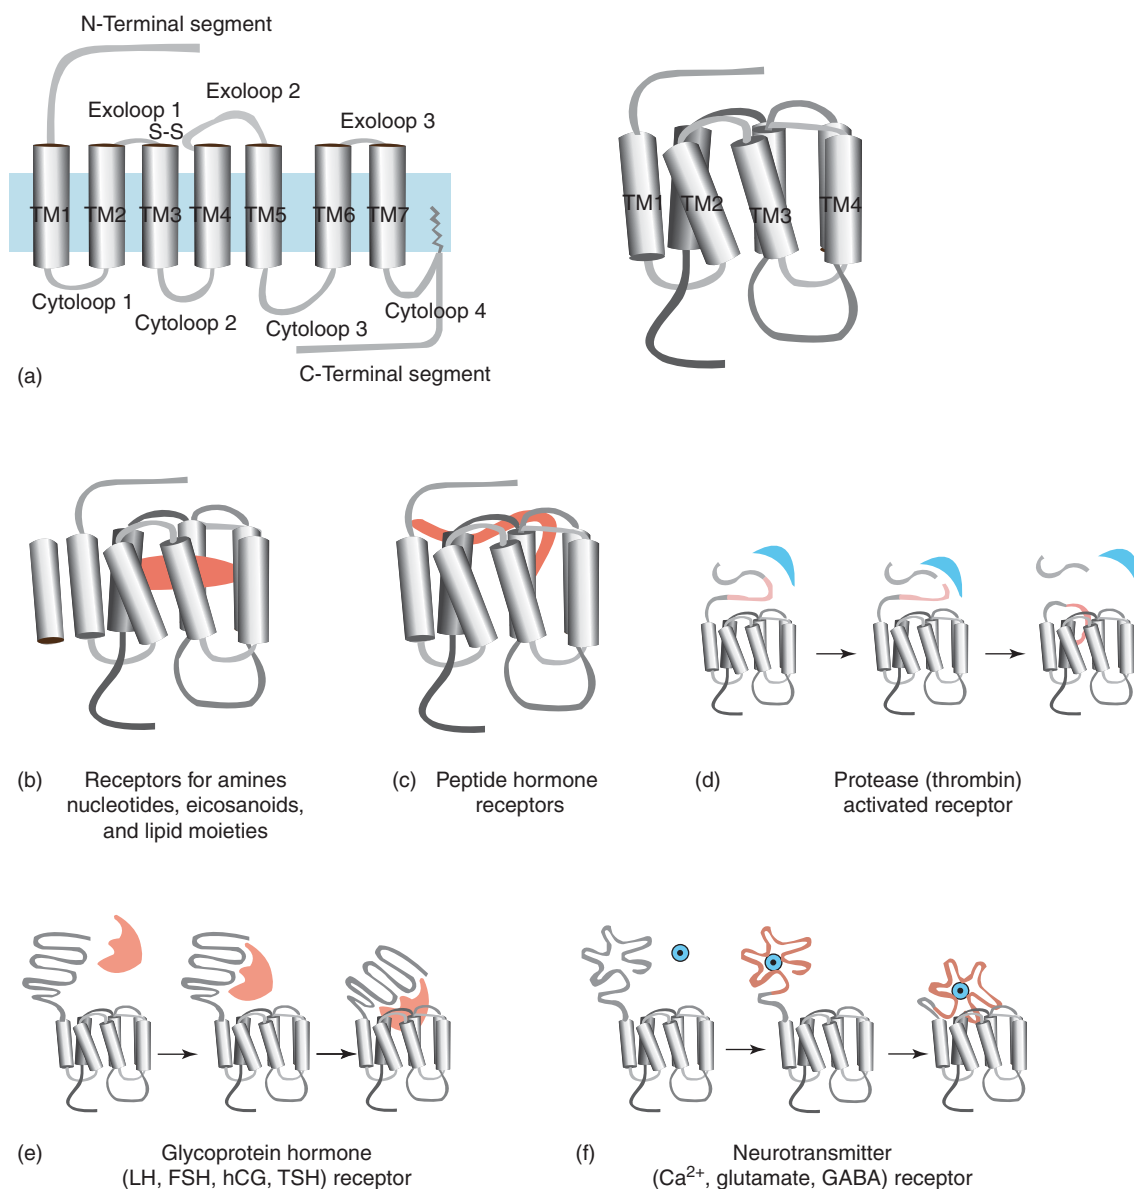 N-Terminal segment
Exoloop 1
Exoloop 2
S-S
Exoloop 3
TM1 TM2 TM3 TM4 TM5 TM6 TM7
Cytoloop 1
Cytoloop 2
Cytoloop 3
Cytoloop 4
C-Terminal segment
(a)
TM1 TM2 TM3 TM4
(b) Receptors for amines
nucleotides, eicosanoids,
and lipid moieties
(c) Peptide hormone
receptors
(d) Protease (thrombin)
activated receptor
(e) Glycoprotein hormone
(LH, FSH, hCG, TSH) receptor
(f) Neurotransmitter
(Ca²⁺, glutamate, GABA) receptor